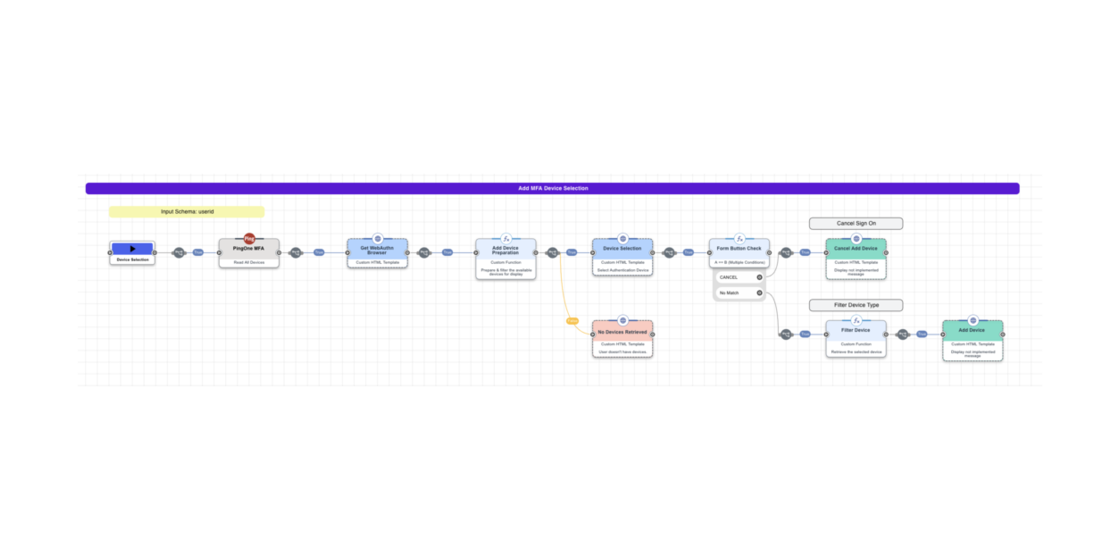 Add MFA Device Selection
Input Schema: userid
Cancel Sign On
Device Selection
Ping
PingOne MFA
Read All Devices
Get WebAuthn
Browser
Custom HTML Template
Add Device
Preparation
Custom Function
Prepare & filter the available
devices for display
Device Selection
Custom HTML Template
Select Authentication Device
Form Button Check
A == B (Multiple Conditions)
CANCEL
No Match
Cancel Add Device
Custom HTML Template
Display not implemented
message
No Devices Retrieved
Custom HTML Template
User doesn't have devices
Filter Device Type
Filter Device
Custom Function
Retrieve the selected device
Add Device
Custom HTML Template
Display not implemented
message